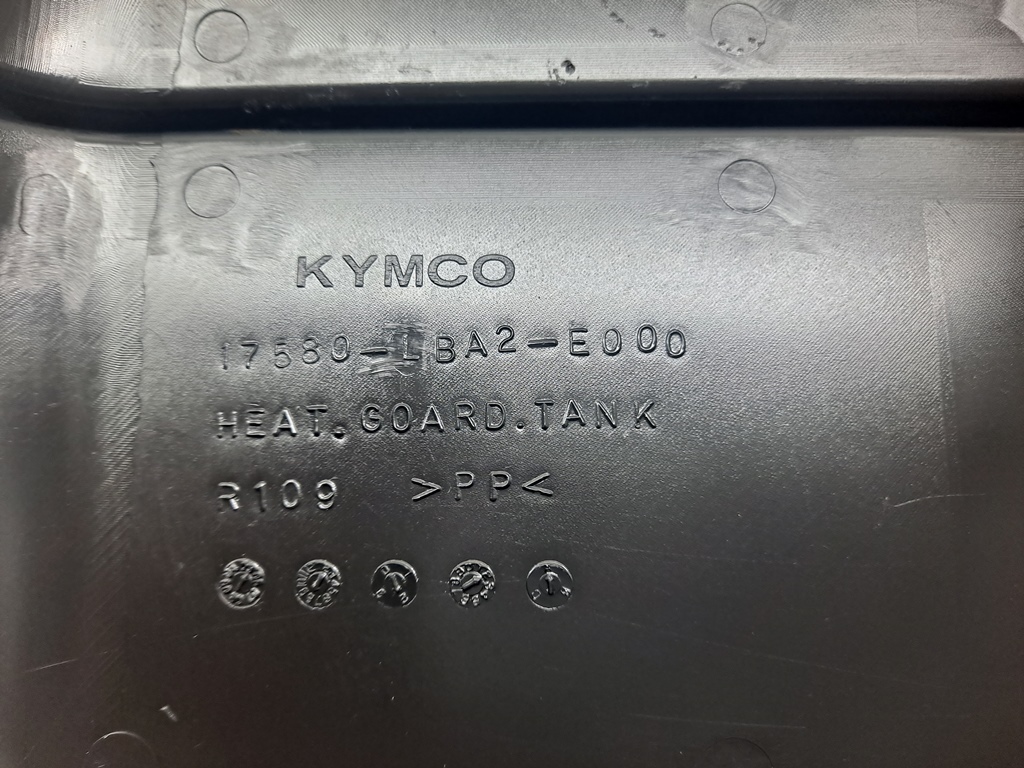 KYMCO
17580-LBA2-E000
HEAT.GOARD.TANK
R109 >PP<